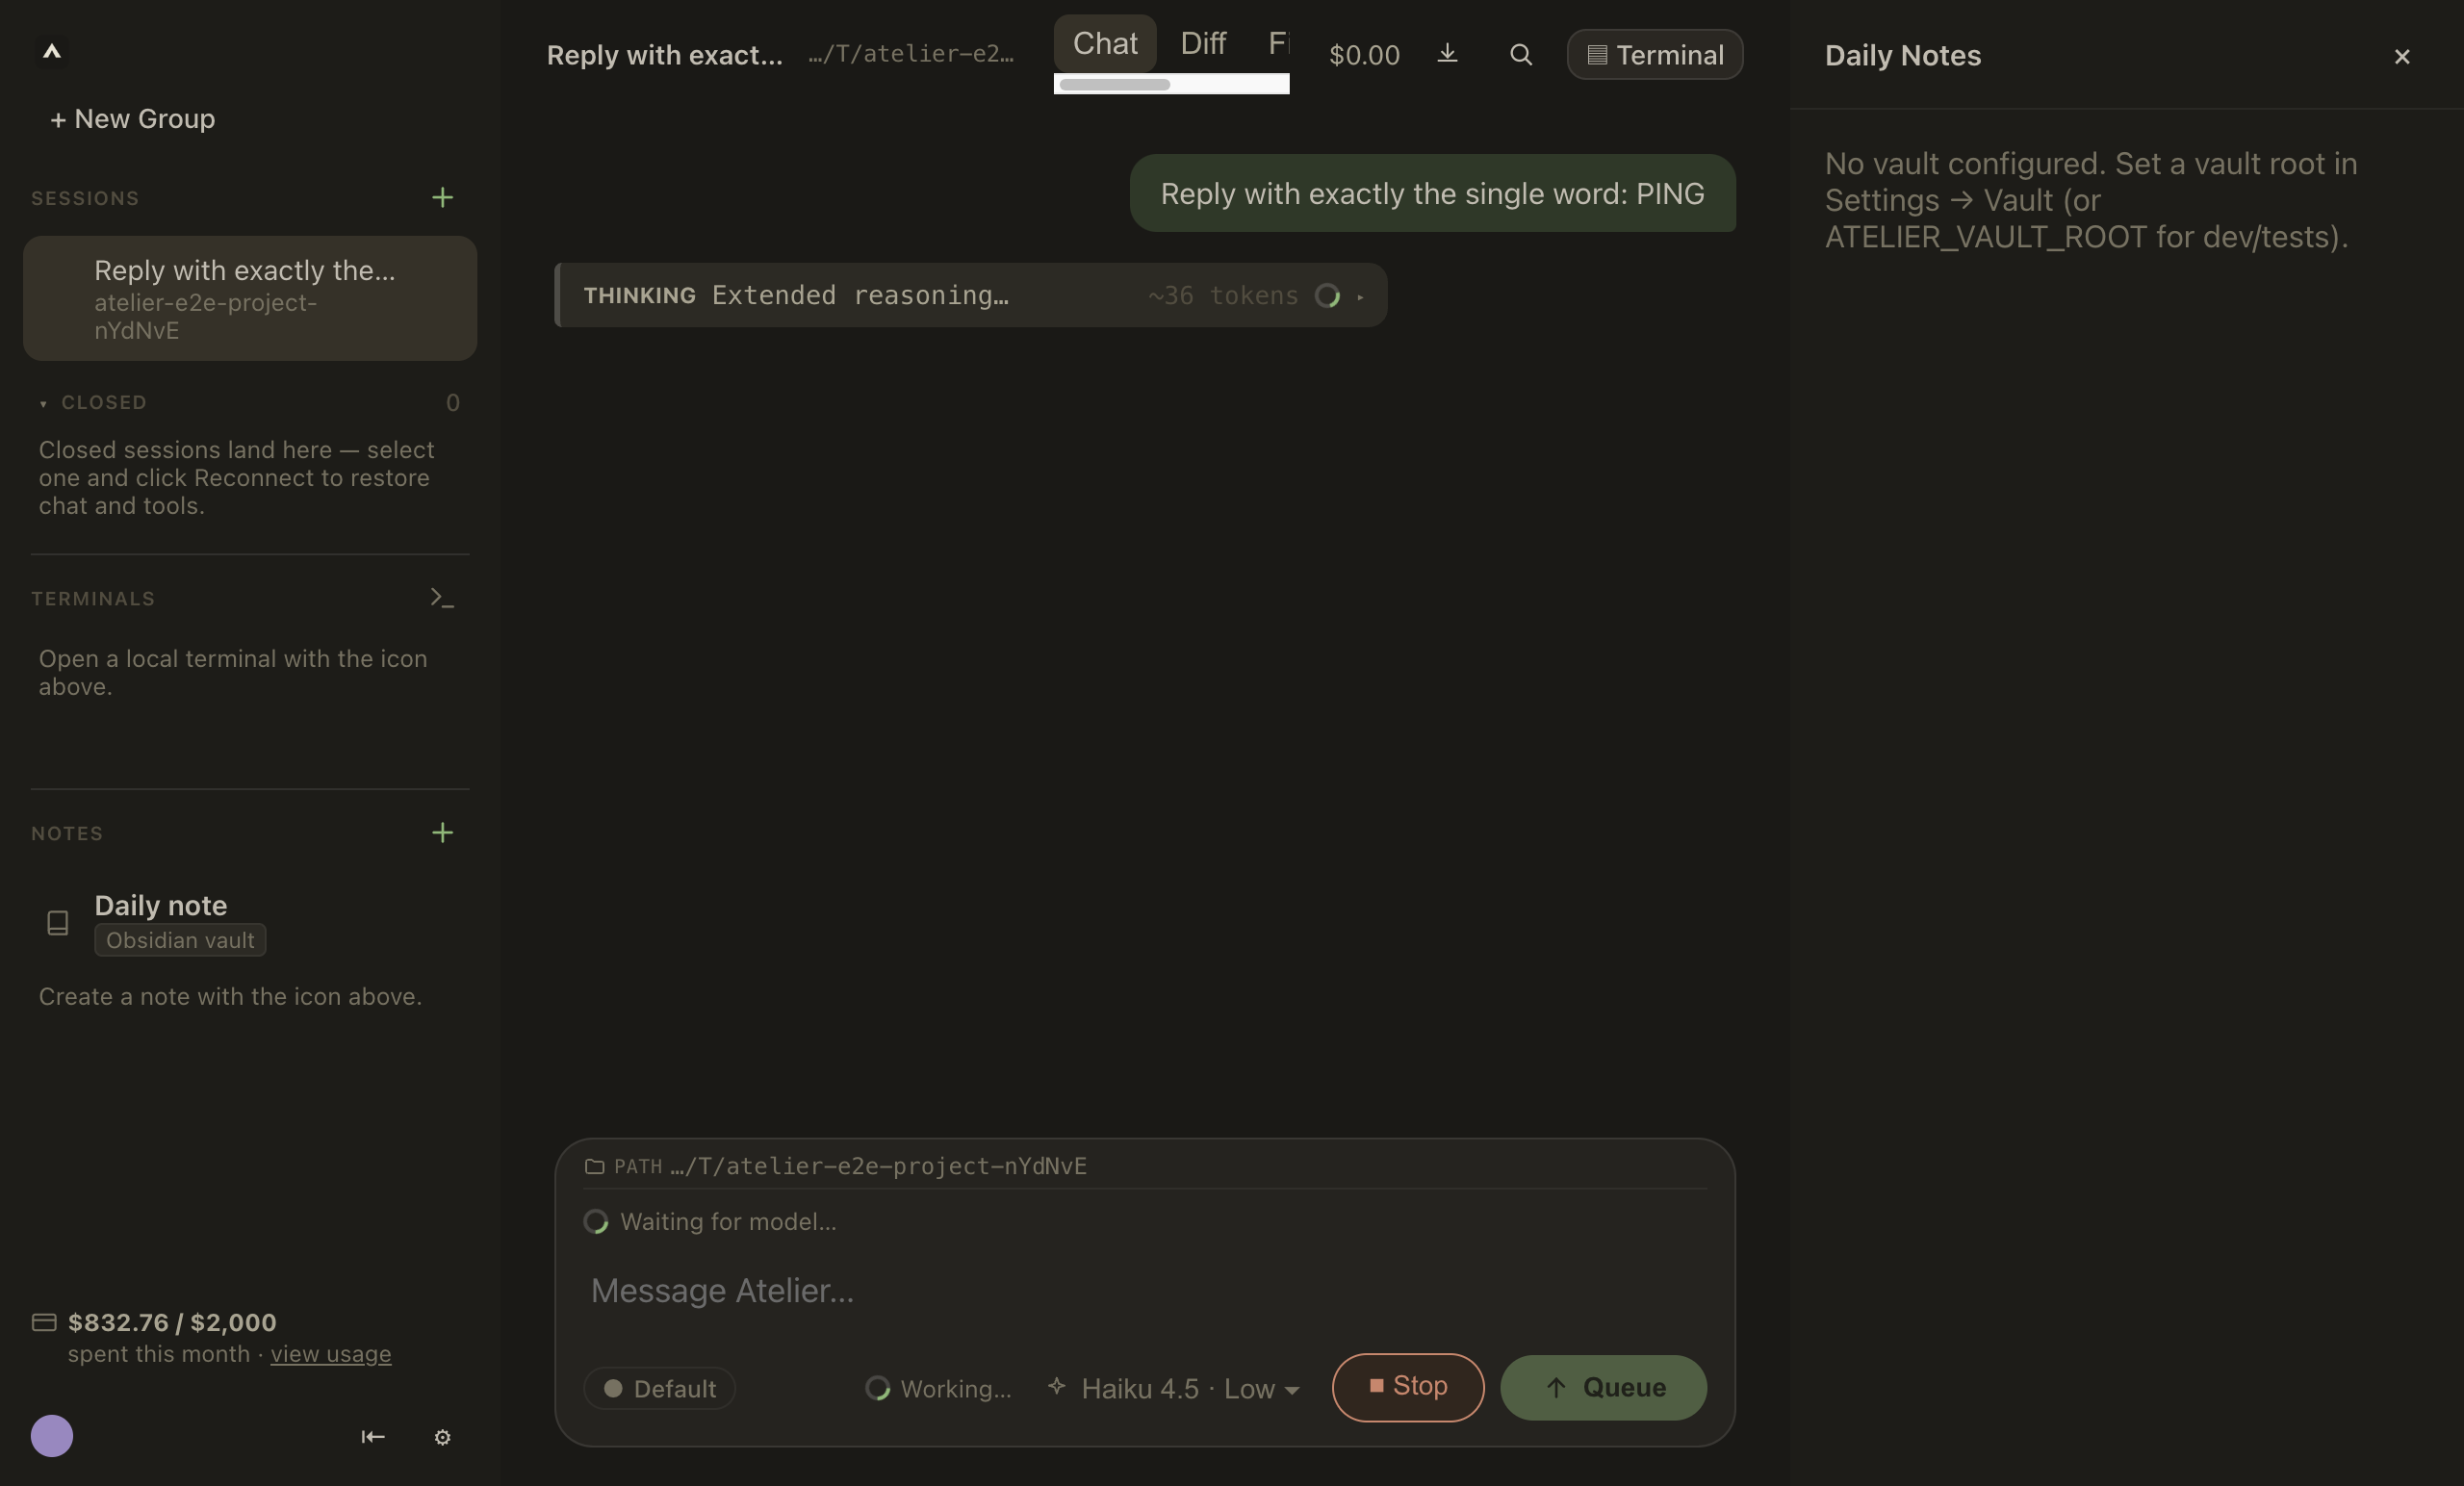 + New Group
SESSIONS
Reply with exactly the...
atelier-e2e-project-
nYdNvE
CLOSED 0
Closed sessions land here — select
one and click Reconnect to restore
chat and tools.
TERMINALS
Open a local terminal with the icon
above.
NOTES
Daily note
Obsidian vault
Create a note with the icon above.
$832.76 / $2,000
spent this month · view usage
Reply with exact... …/T/atelier-e2… Chat Diff Fi $0.00 Terminal
Reply with exactly the single word: PING
THINKING Extended reasoning… ~36 tokens
PATH …/T/atelier-e2e-project-nYdNvE
Waiting for model...
Message Atelier...
Default Working... Haiku 4.5 · Low Stop Queue
Daily Notes
No vault configured. Set a vault root in
Settings → Vault (or
ATELIER_VAULT_ROOT for dev/tests).